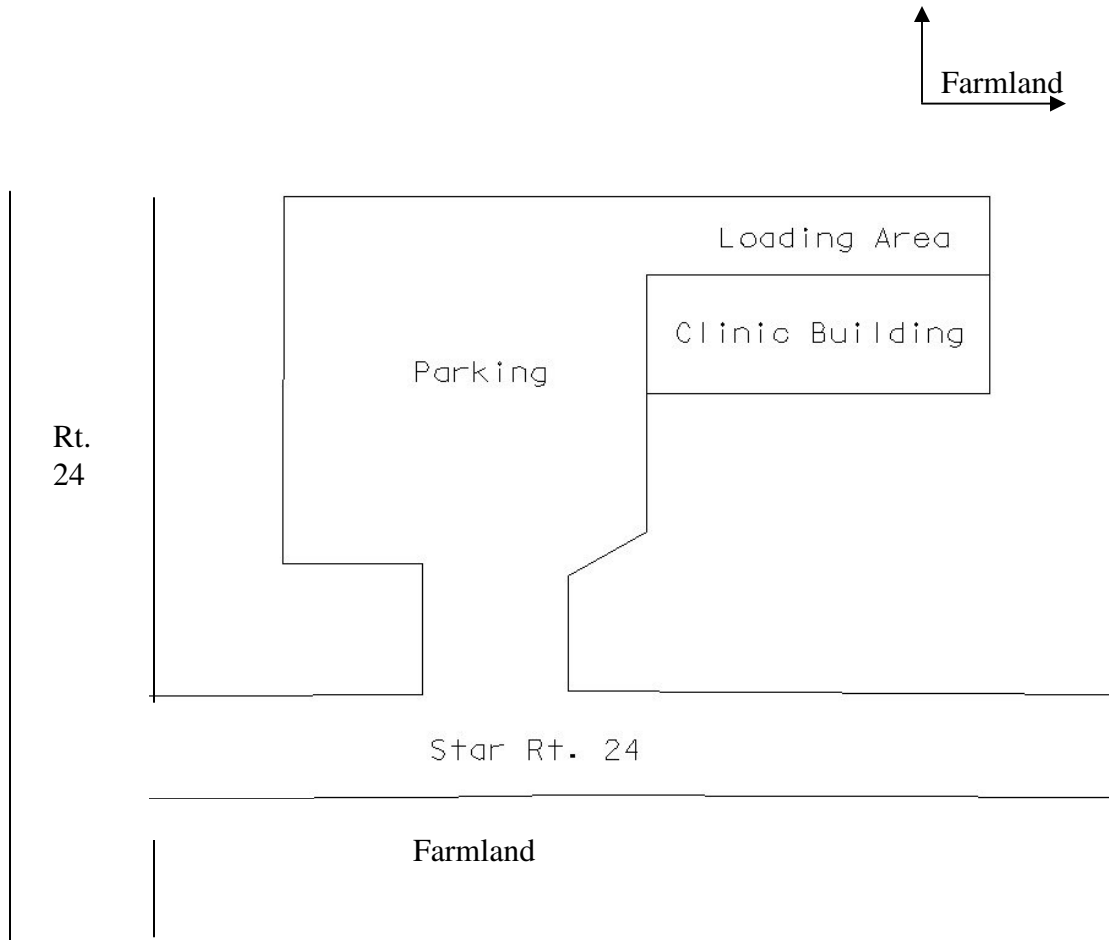 Farmland
Loading Area
Clinic Building
Parking
Rt.
24
Star Rt. 24
Farmland